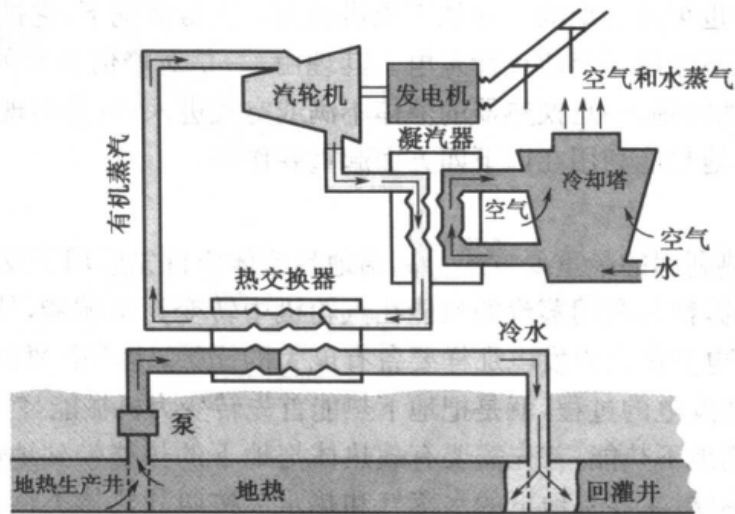 汽轮机
发电机
空气和水蒸气
凝汽器
冷却塔
有机蒸汽
空气
空气
水
热交换器
冷水
泵
地热生产井
地热
回灌井